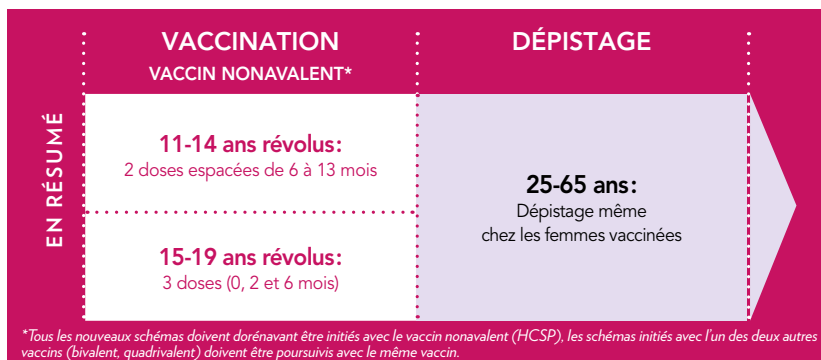 EN RÉSUMÉ
VACCINATION
VACCIN NONAVALENT*
11-14 ans révolus:
2 doses espacées de 6 à 13 mois
15-19 ans révolus:
3 doses (0, 2 et 6 mois)
DÉPISTAGE
25-65 ans:
Dépistage même
chez les femmes vaccinées
*Tous les nouveaux schémas doivent dorénavant être initiés avec le vaccin nonavalent (HCSP), les schémas initiés avec l'un des deux autres
vaccins (bivalent, quadrivalent) doivent être poursuivis avec le même vaccin.